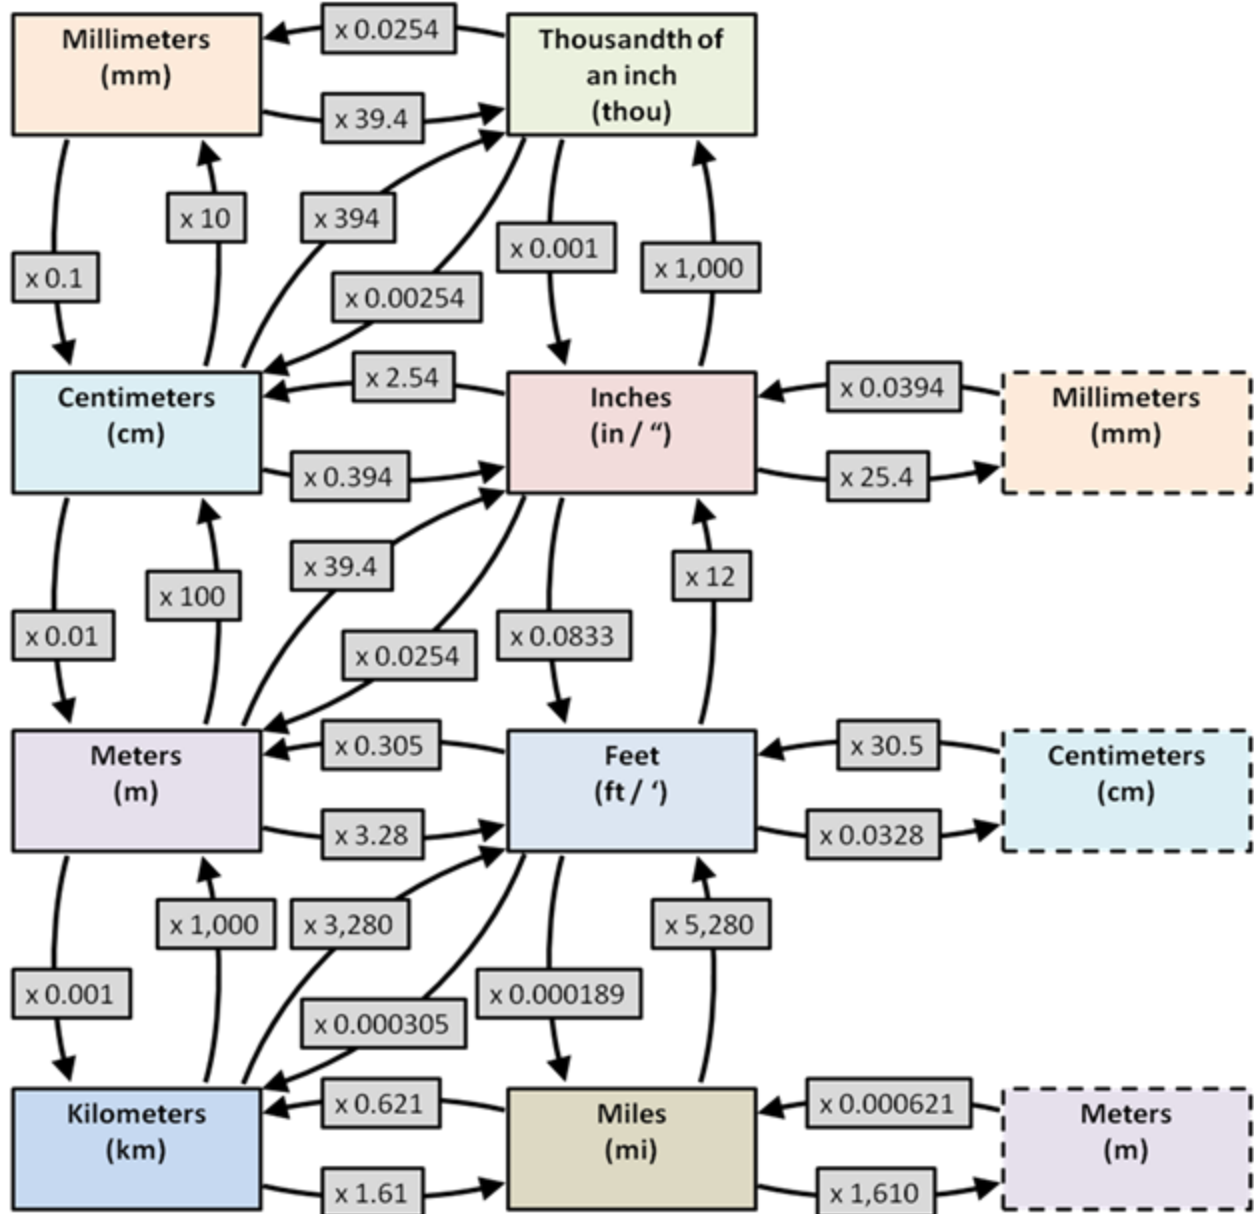 Millimeters
(mm)
x 0.0254
Thousandth of
an inch
(thou)
x 39.4
x 10
x 394
x 0.001
x 1,000
x 0.1
x 0.00254
Centimeters
(cm)
x 2.54
Inches
(in / “)
x 0.0394
Millimeters
(mm)
x 0.394
x 25.4
x 39.4
x 12
x 100
x 0.01
x 0.0254
x 0.0833
Meters
(m)
x 0.305
Feet
(ft / ‘)
x 30.5
Centimeters
(cm)
x 3.28
x 0.0328
x 1,000
x 3,280
x 5,280
x 0.001
x 0.000305
x 0.000189
Kilometers
(km)
x 0.621
Miles
(mi)
x 0.000621
Meters
(m)
x 1.61
x 1,610